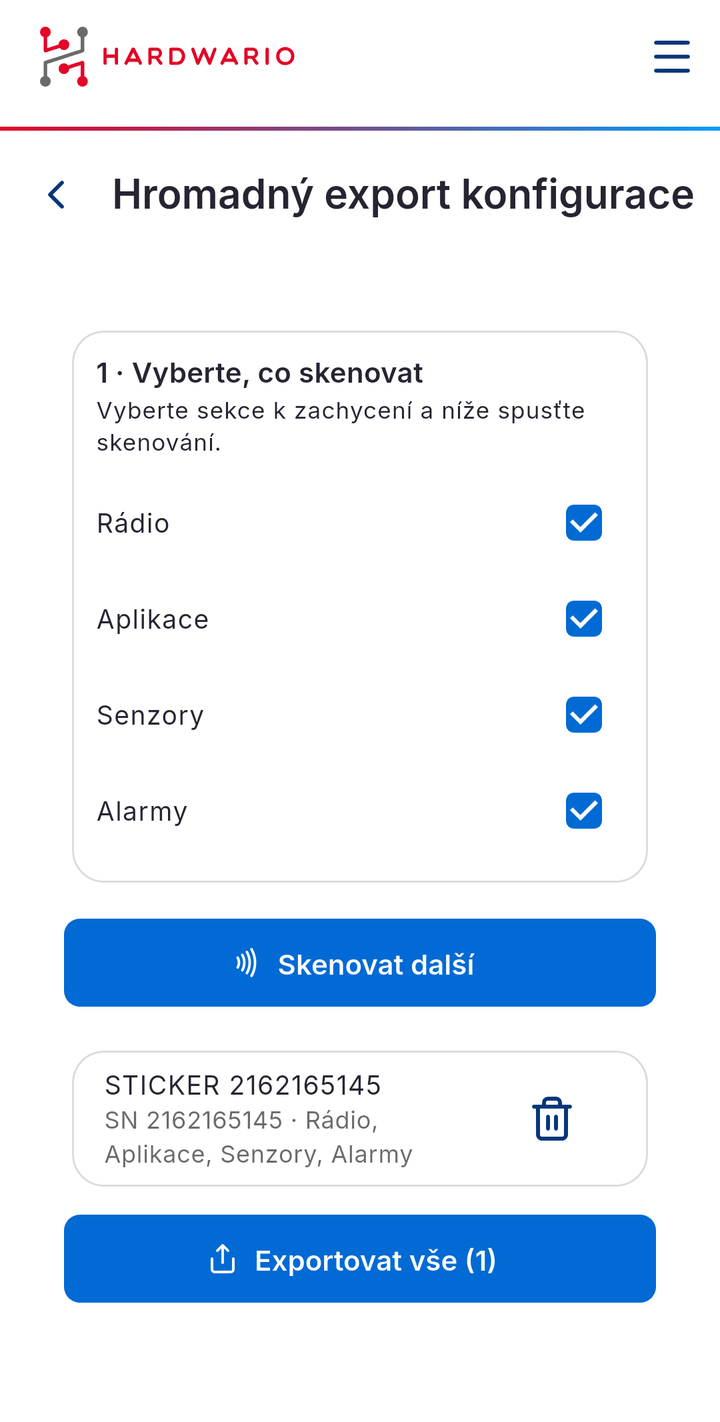 HARDWARIO
Hromadný export konfigurace
1 · Vyberte, co skenovat
Vyberte sekce k zachycení a níže spusťte
skenování.
Rádio
Aplikace
Senzory
Alarmy
Skenovat další
STICKER 2162165145
SN 2162165145 · Rádio,
Aplikace, Senzory, Alarmy
Exportovat vše (1)